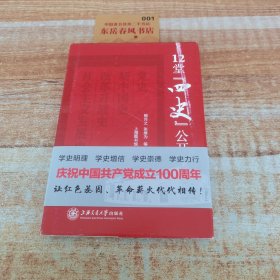 001
东岳春风书店
12堂
「四史」公开
学史明理 学史增信 学史崇德 学史力行
庆祝中国共产党成立100周年
让红色基因、革命薪火代代相传！
上海交通大学出版社